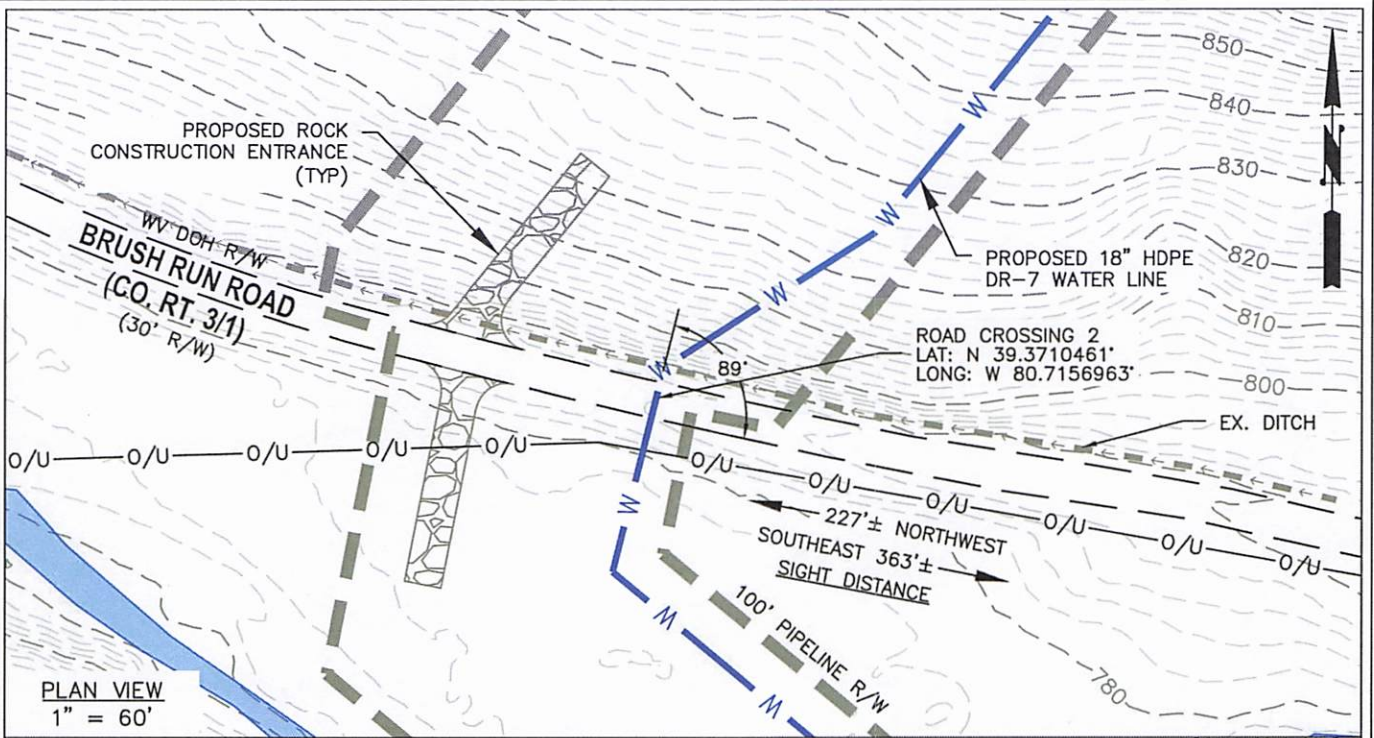 850
840
830
820
810
800
780
N
PROPOSED ROCK
CONSTRUCTION ENTRANCE
(TYP)
WV DOH R/W
BRUSH RUN ROAD
(CO. RT. 3/1)
(30' R/W)
W
W
W
W
W
W
W
PROPOSED 18" HDPE
DR-7 WATER LINE
ROAD CROSSING 2
LAT: N 39.3710461°
LONG: W 80.7156963°
89°
EX. DITCH
O/U
O/U
O/U
O/U
O/U
O/U
O/U
O/U
O/U
O/U
O/U
227'± NORTHWEST
SOUTHEAST 363'±
SIGHT DISTANCE
100' PIPELINE R/W
PLAN VIEW
1" = 60'